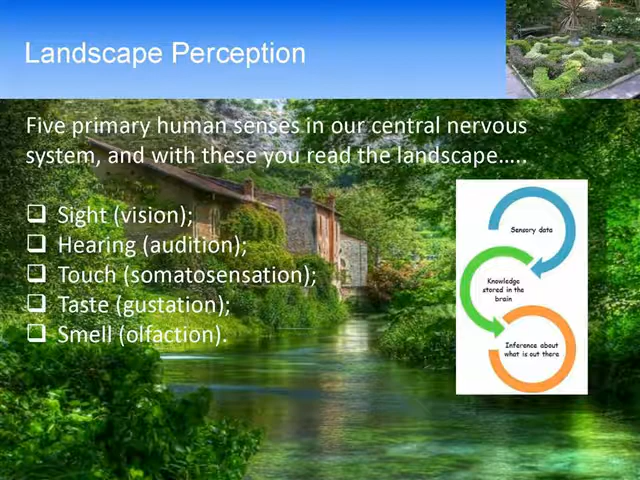 Landscape Perception
Five primary human senses in our central nervous
system, and with these you read the landscape.....
Sight (vision);
Hearing (audition);
Touch (somatosensation);
Taste (gustation);
Smell (olfaction).
Sensory data
Knowledge
stored in the
brain
Inference about
what is out there